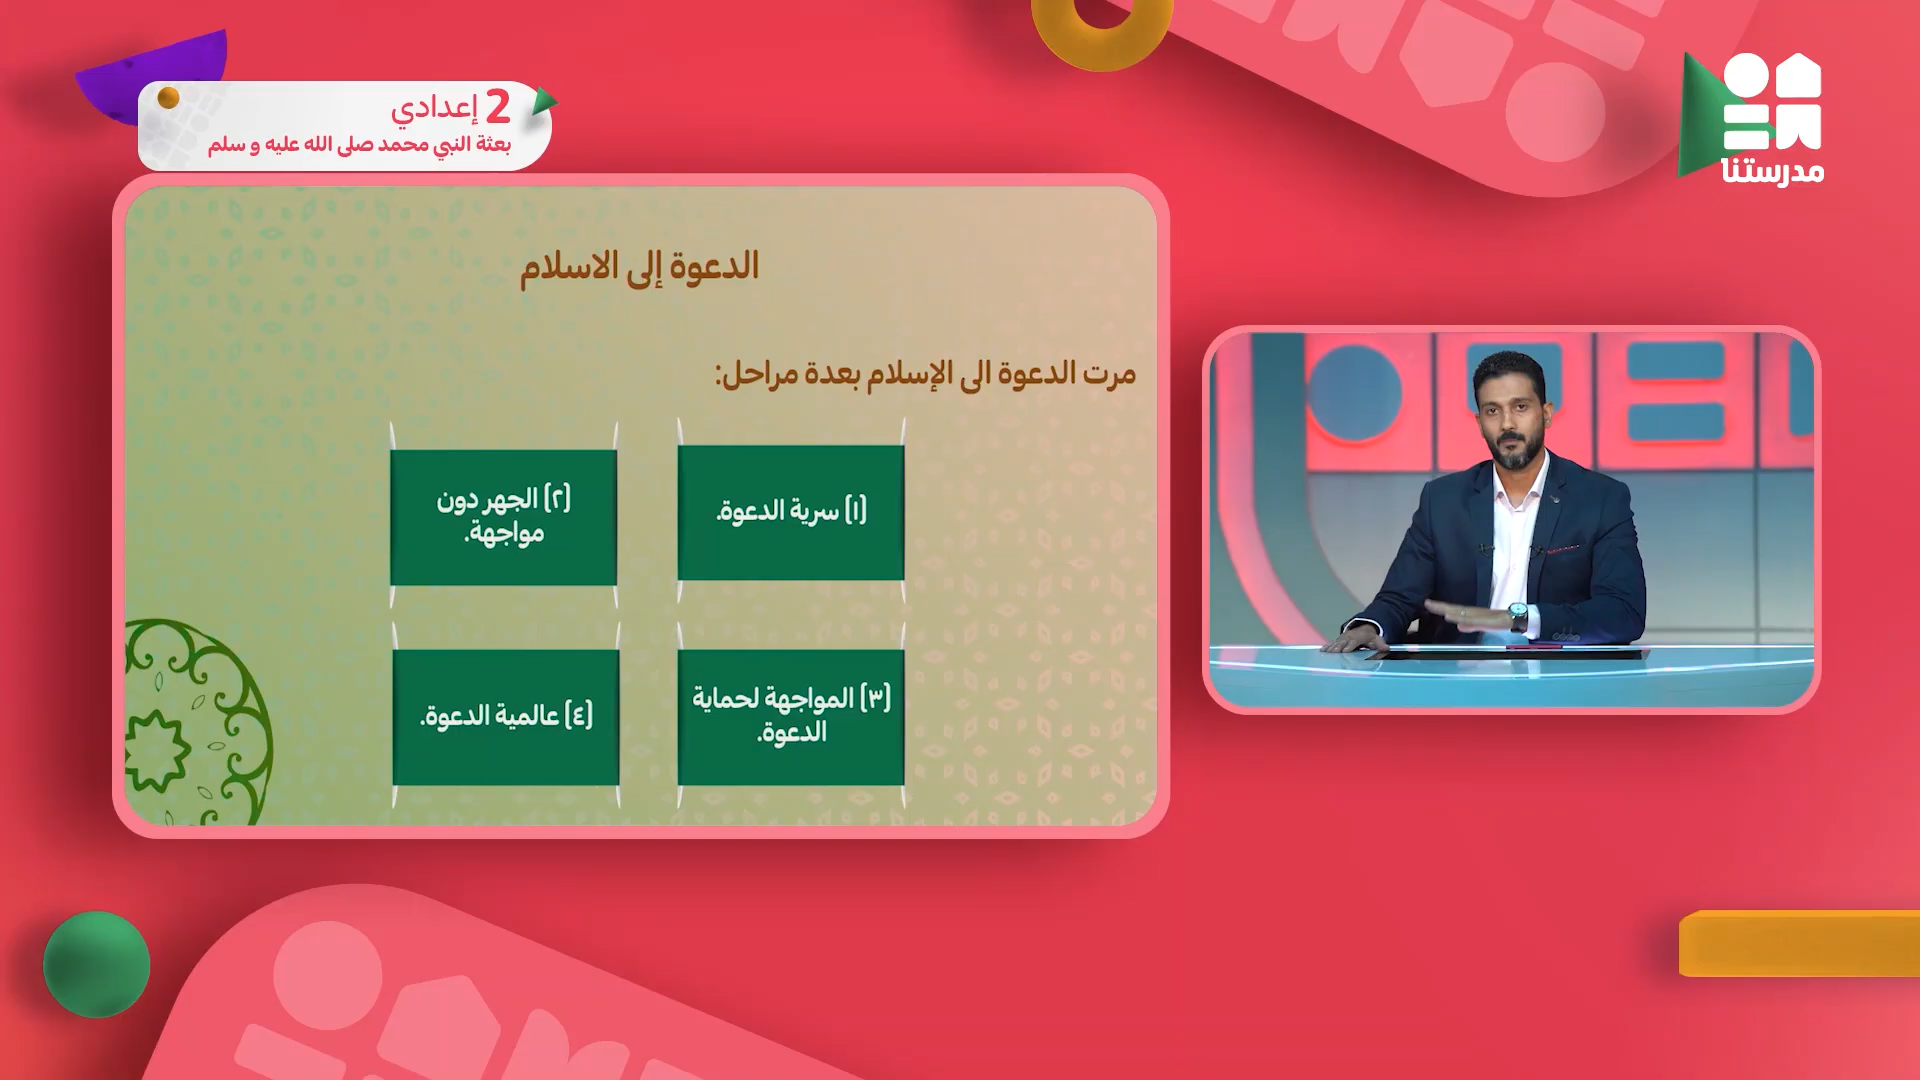 2 إعدادي
بعثة النبي محمد صلى الله عليه و سلم
مدرستنا
الدعوة إلى الاسلام
مرت الدعوة الى الإسلام بعدة مراحل:
(١) سرية الدعوة.
(٢) الجهر دون
مواجهة.
(٣) المواجهة لحماية
الدعوة.
(٤) عالمية الدعوة.